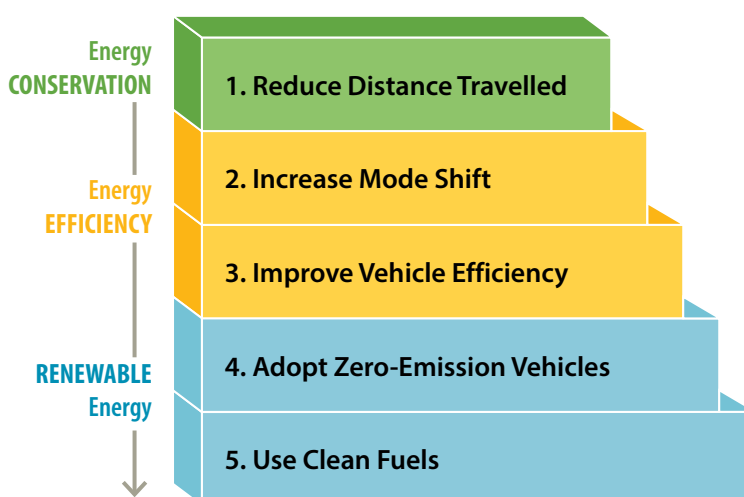 Energy
CONSERVATION
1. Reduce Distance Travelled
Energy
EFFICIENCY
2. Increase Mode Shift
3. Improve Vehicle Efficiency
RENEWABLE
Energy
4. Adopt Zero-Emission Vehicles
5. Use Clean Fuels